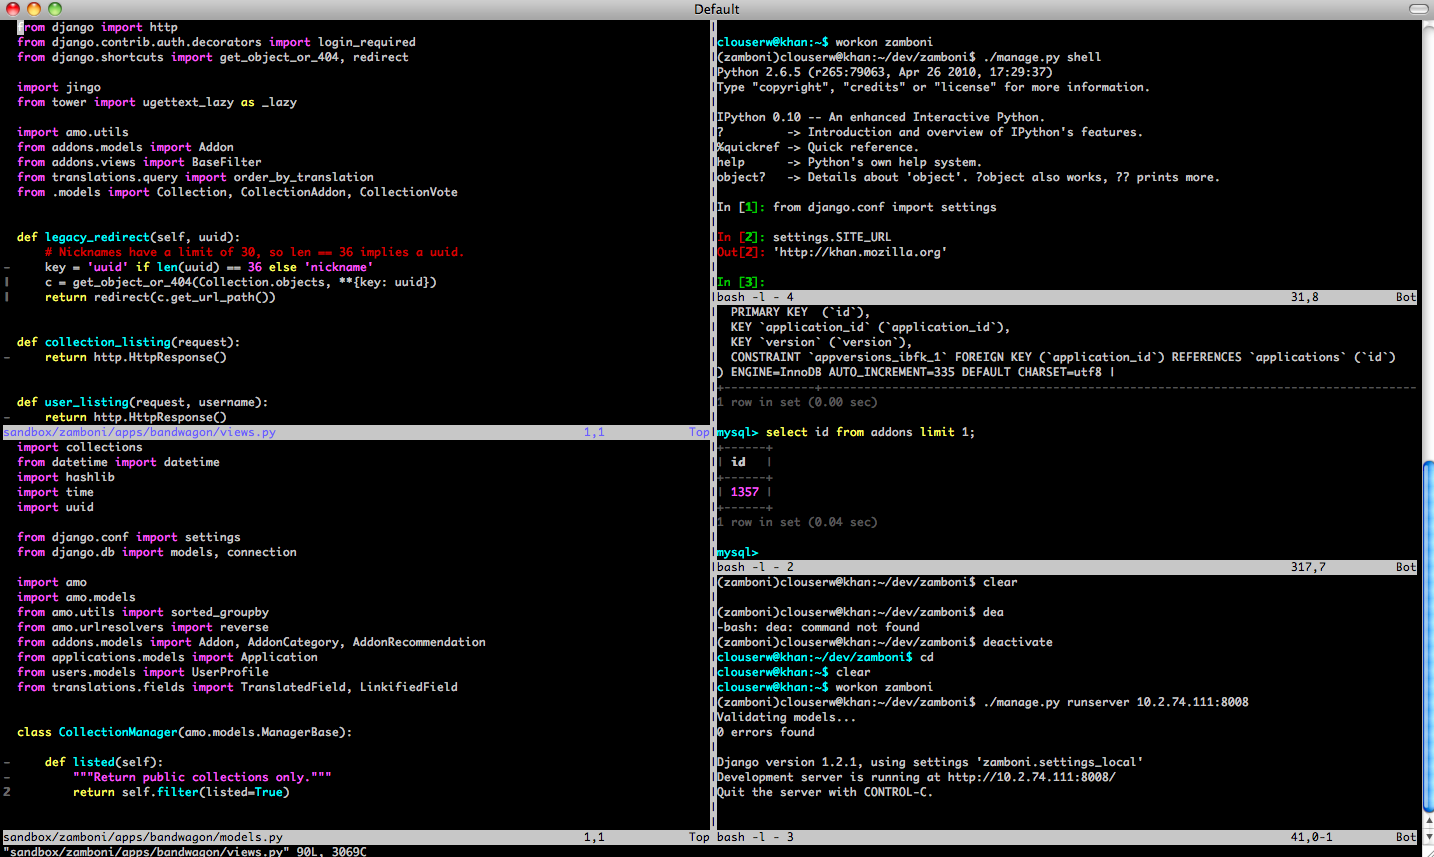 Default
from django import http
from django.contrib.auth.decorators import login_required
from django.shortcuts import get_object_or_404, redirect
import jingo
from tower import ugettext_lazy as _lazy
import amo.utils
from addons.models import Addon
from addons.views import BaseFilter
from translations.query import order_by_translation
from .models import Collection, CollectionAddon, CollectionVote
def legacy_redirect(self, uuid):
# Nicknames have a limit of 30, so len == 36 implies a uuid.
- key = 'uuid' if len(uuid) == 36 else 'nickname'
| c = get_object_or_404(Collection.objects, **{key: uuid})
| return redirect(c.get_url_path())
def collection_listing(request):
- return http.HttpResponse()
def user_listing(request, username):
- return http.HttpResponse()
sandbox/zamboni/apps/bandwagon/views.py 1,1 Top
import collections
from datetime import datetime
import hashlib
import time
import uuid
from django.conf import settings
from django.db import models, connection
import amo
import amo.models
from amo.utils import sorted_groupby
from amo.urlresolvers import reverse
from addons.models import Addon, AddonCategory, AddonRecommendation
from applications.models import Application
from users.models import UserProfile
from translations.fields import TranslatedField, LinkifiedField
class CollectionManager(amo.models.ManagerBase):
- def listed(self):
- """Return public collections only."""
2 return self.filter(listed=True)
sandbox/zamboni/apps/bandwagon/models.py 1,1 Top
"sandbox/zamboni/apps/bandwagon/views.py" 90L, 3069C
clouserw@khan:~$ workon zamboni
(zamboni)clouserw@khan:~/dev/zamboni$ ./manage.py shell
Python 2.6.5 (r265:79063, Apr 26 2010, 17:29:37)
Type "copyright", "credits" or "license" for more information.
IPython 0.10 -- An enhanced Interactive Python.
? -> Introduction and overview of IPython's features.
%quickref -> Quick reference.
help -> Python's own help system.
object? -> Details about 'object'. ?object also works, ?? prints more.
In [1]: from django.conf import settings
In [2]: settings.SITE_URL
Out[2]: 'http://khan.mozilla.org'
In [3]:
bash -l - 4 31,8 Bot
PRIMARY KEY (`id`),
KEY `application_id` (`application_id`),
KEY `version` (`version`),
CONSTRAINT `appversions_ibfk_1` FOREIGN KEY (`application_id`) REFERENCES `applications` (`id`)
) ENGINE=InnoDB AUTO_INCREMENT=335 DEFAULT CHARSET=utf8 |
+-------------+-------------------------------------------------------------------------------------
1 row in set (0.00 sec)
mysql> select id from addons limit 1;
+------+
| id |
+------+
| 1357 |
+------+
1 row in set (0.04 sec)
mysql>
bash -l - 2 317,7 Bot
(zamboni)clouserw@khan:~/dev/zamboni$ clear
(zamboni)clouserw@khan:~/dev/zamboni$ dea
-bash: dea: command not found
(zamboni)clouserw@khan:~/dev/zamboni$ deactivate
clouserw@khan:~/dev/zamboni$ cd
clouserw@khan:~$ clear
clouserw@khan:~$ workon zamboni
(zamboni)clouserw@khan:~/dev/zamboni$ ./manage.py runserver 10.2.74.111:8008
Validating models...
0 errors found
Django version 1.2.1, using settings 'zamboni.settings_local'
Development server is running at http://10.2.74.111:8008/
Quit the server with CONTROL-C.
bash -l - 3 41,0-1 Bot